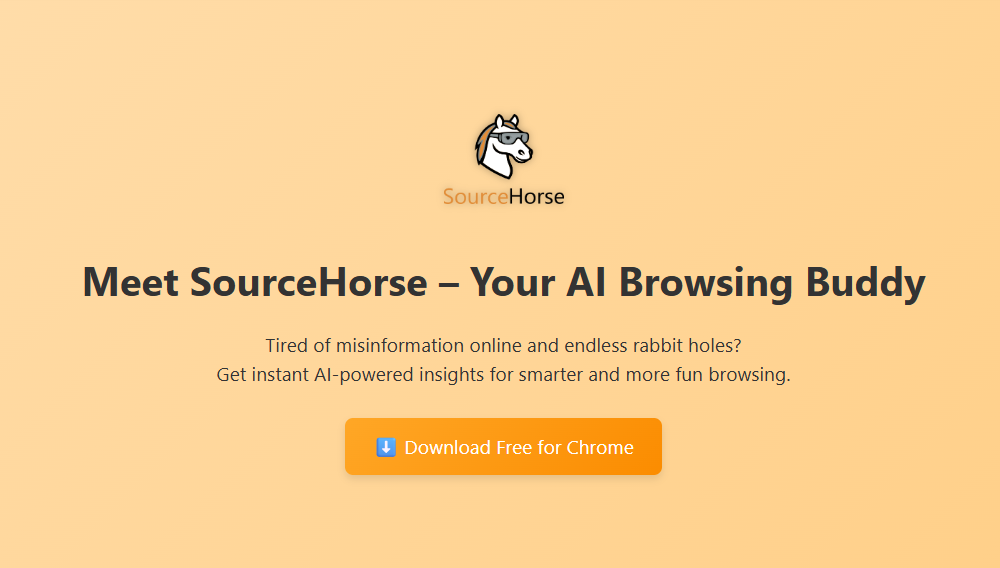 SourceHorse
Meet SourceHorse – Your AI Browsing Buddy
Tired of misinformation online and endless rabbit holes?
Get instant AI-powered insights for smarter and more fun browsing.
⬇️ Download Free for Chrome